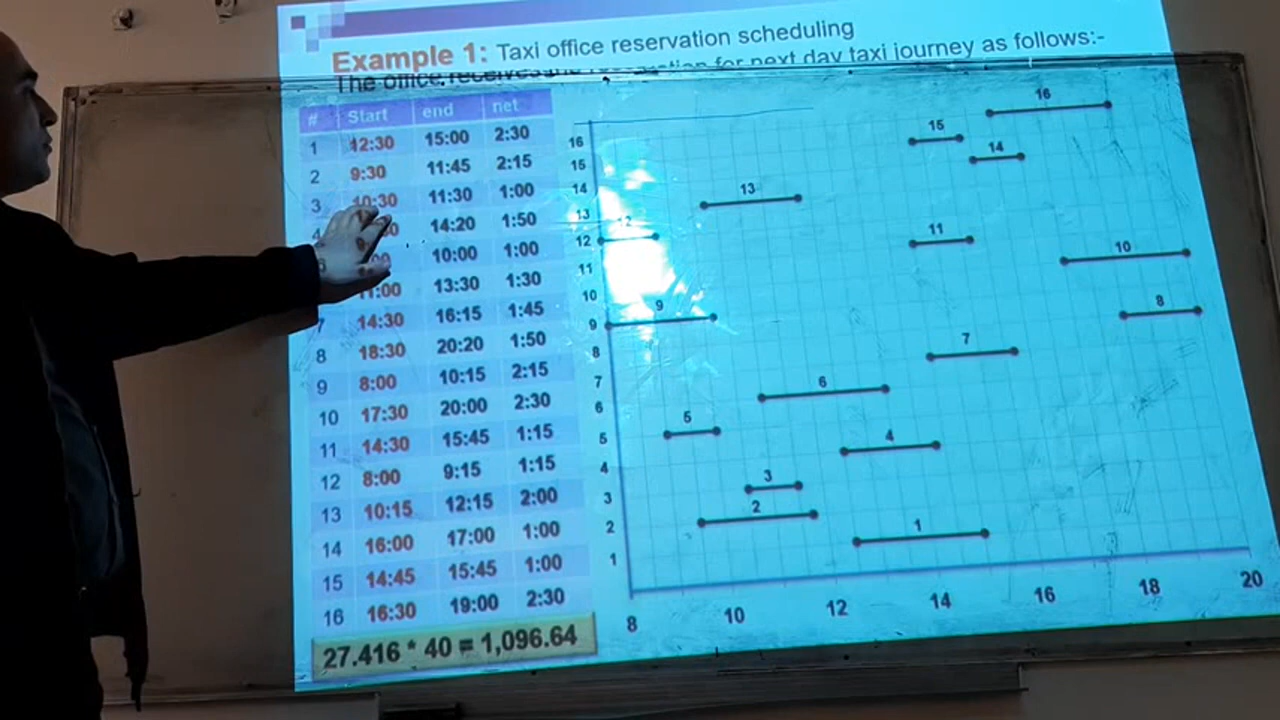 Example 1: Taxi office reservation scheduling
The office receives the for next day taxi journey as follows:-
# Start end net
1 12:30 15:00 2:30
2 9:30 11:45 2:15
3 10:30 11:30 1:00
14:20 1:50
10:00 1:00
11:00 13:30 1:30
7 14:30 16:15 1:45
8 18:30 20:20 1:50
9 8:00 10:15 2:15
10 17:30 20:00 2:30
11 14:30 15:45 1:15
12 8:00 9:15 1:15
13 10:15 12:15 2:00
14 16:00 17:00 1:00
15 14:45 15:45 1:00
16 16:30 19:00 2:30
27.416 * 40 = 1,096.64
16
15
14
13
12
11
10
9
8
7
6
5
4
3
2
1
8 10 12 14 16 18 20
16
15
14
13
12
11
10
9
8
7
6
5
4
3
2
1